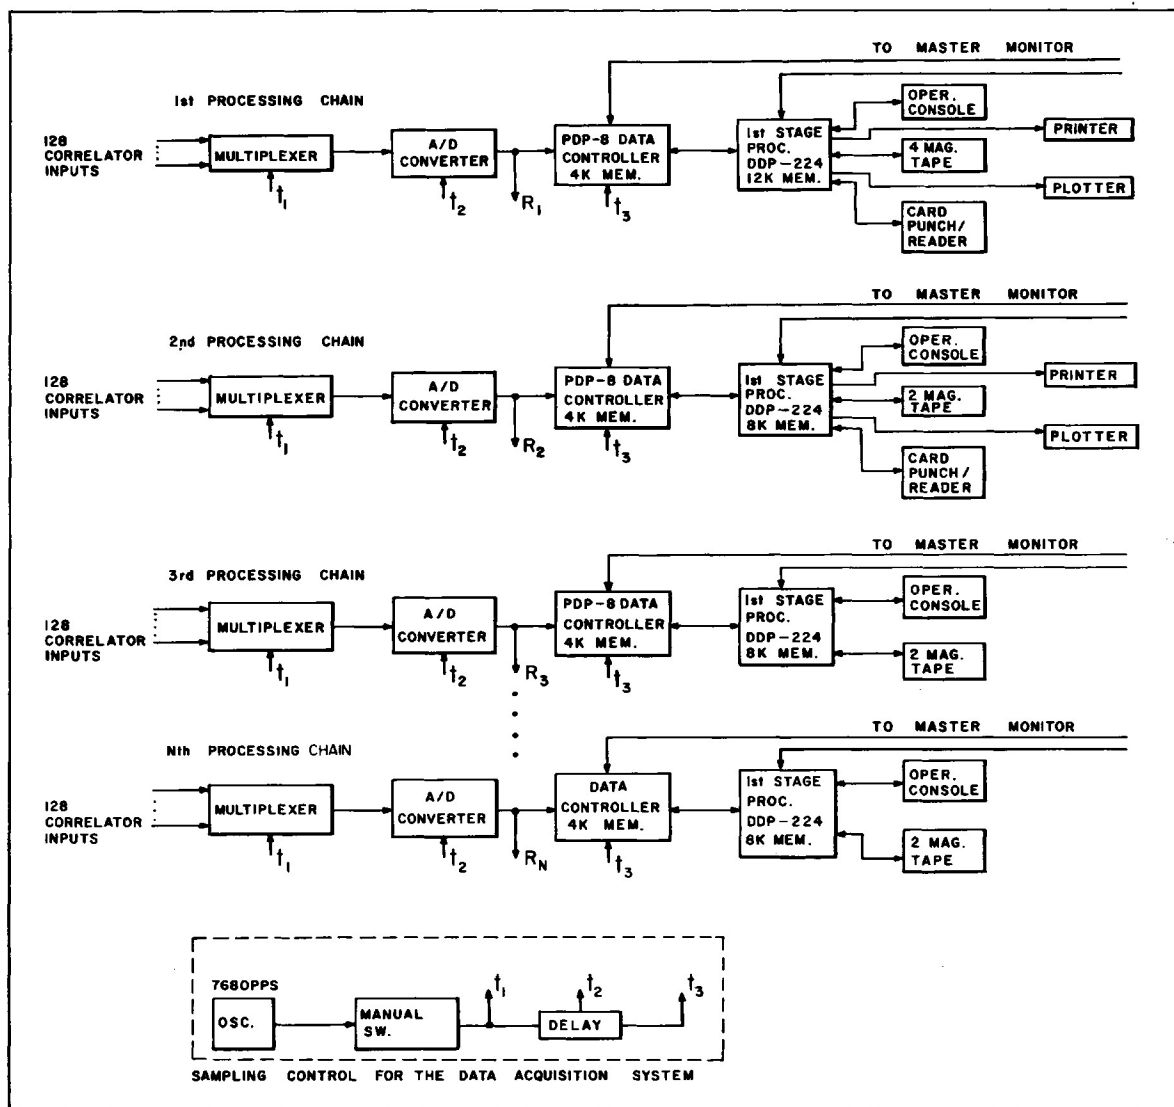 TO MASTER MONITOR
1st PROCESSING CHAIN
128
CORRELATOR
INPUTS
MULTIPLEXER
t1
A/D
CONVERTER
t2
R1
PDP-8 DATA
CONTROLLER
4K MEM.
t3
1st STAGE
PROC.
DDP-224
12K MEM.
OPER.
CONSOLE
PRINTER
4 MAG.
TAPE
PLOTTER
CARD
PUNCH/
READER
TO MASTER MONITOR
2nd PROCESSING CHAIN
128
CORRELATOR
INPUTS
MULTIPLEXER
t1
A/D
CONVERTER
t2
R2
PDP-8 DATA
CONTROLLER
4K MEM.
t3
1st STAGE
PROC.
DDP-224
8K MEM.
OPER.
CONSOLE
PRINTER
2 MAG.
TAPE
PLOTTER
CARD
PUNCH/
READER
TO MASTER MONITOR
3rd PROCESSING CHAIN
128
CORRELATOR
INPUTS
MULTIPLEXER
t1
A/D
CONVERTER
t2
R3
PDP-8 DATA
CONTROLLER
4K MEM.
t3
1st STAGE
PROC.
DDP-224
8K MEM.
OPER.
CONSOLE
2 MAG.
TAPE
TO MASTER MONITOR
Nth PROCESSING CHAIN
128
CORRELATOR
INPUTS
MULTIPLEXER
t1
A/D
CONVERTER
t2
RN
DATA
CONTROLLER
4K MEM.
t3
1st STAGE
PROC.
DDP-224
8K MEM.
OPER.
CONSOLE
2 MAG.
TAPE
7680PPS
OSC.
MANUAL
SW.
t1
DELAY
t2
t3
SAMPLING CONTROL FOR THE DATA ACQUISITION SYSTEM